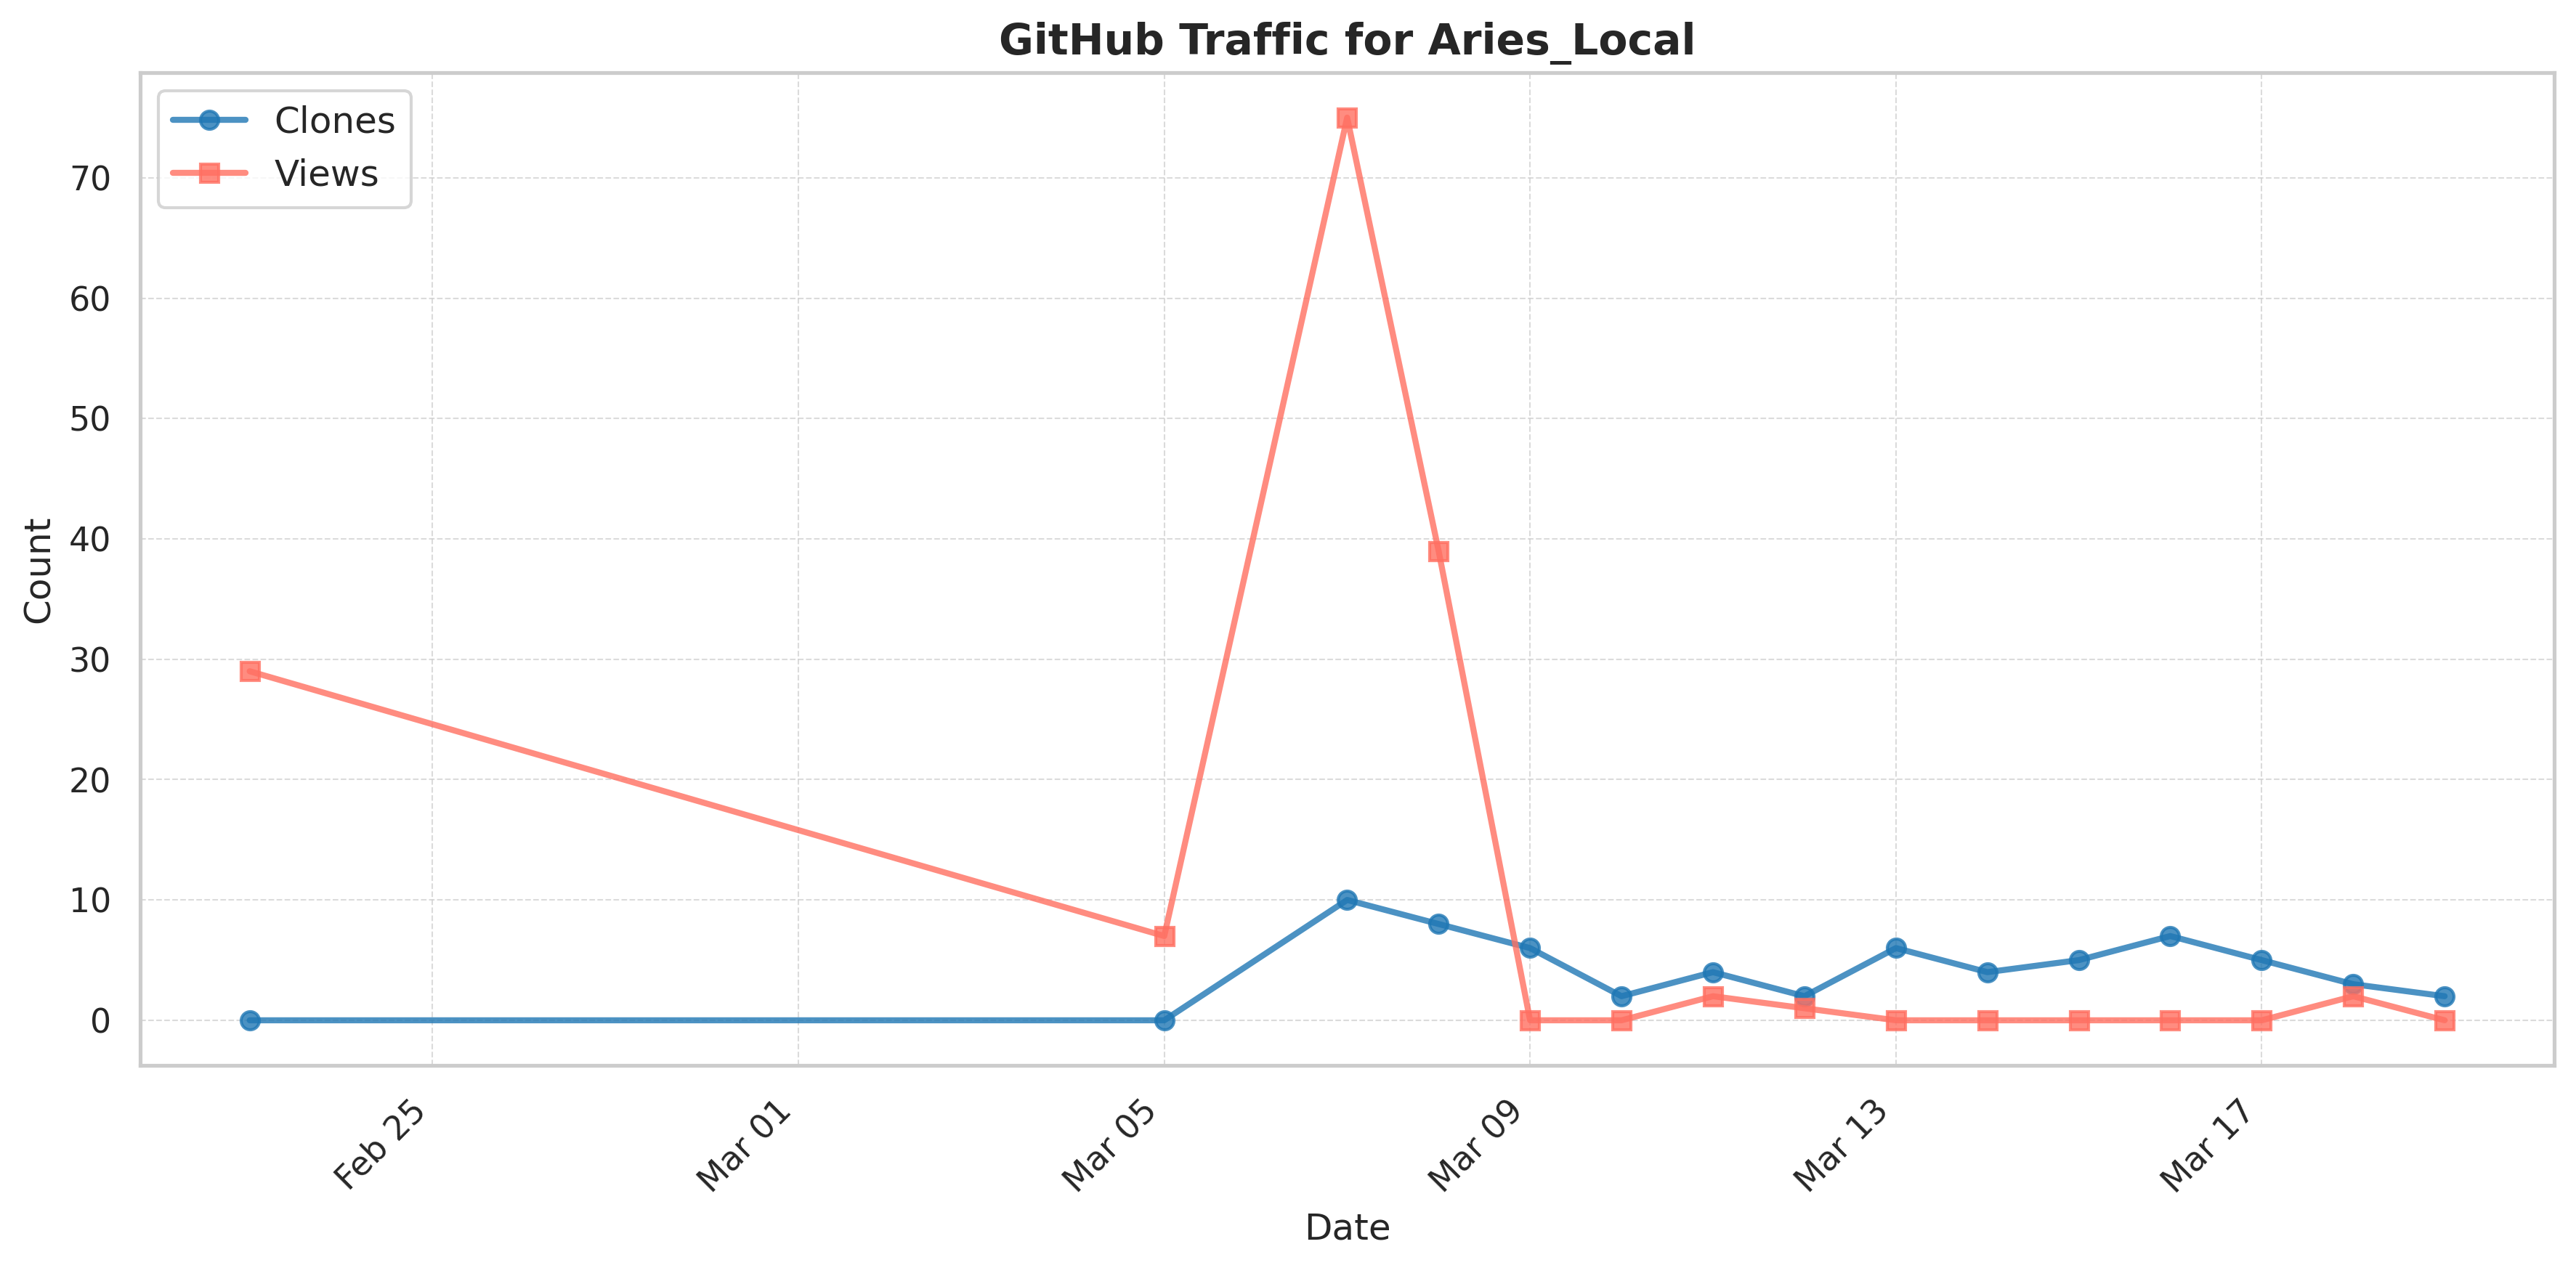 GitHub Traffic for Aries_Local
Clones
Views
70
60
50
40
30
20
10
0
Count
Feb 25
Mar 01
Mar 05
Mar 09
Mar 13
Mar 17
Date